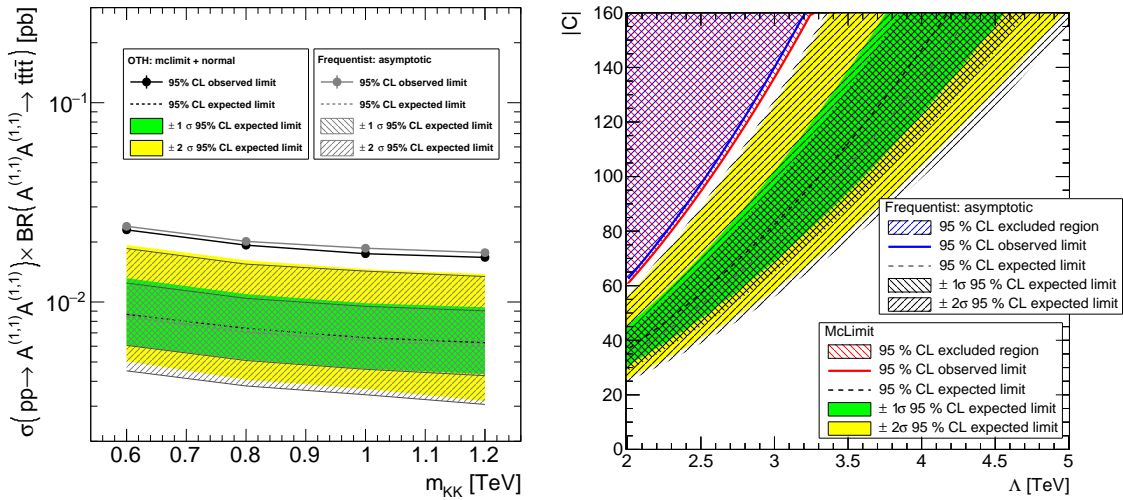 σ( pp→ A^(1,1) A^(1,1) ) × BR( A^(1,1) A^(1,1) → tt̄tt̄ ) [pb]
10^−1
10^−2
OTH: mclimit + normal
95% CL observed limit
95% CL expected limit
± 1 σ 95% CL expected limit
± 2 σ 95% CL expected limit
Frequentist: asymptotic
95% CL observed limit
95% CL expected limit
± 1 σ 95% CL expected limit
± 2 σ 95% CL expected limit
0.6 0.7 0.8 0.9 1 1.1 1.2
m_KK [TeV]
|C|
160
140
120
100
80
60
40
20
0
Frequentist: asymptotic
95 % CL excluded region
95 % CL observed limit
95 % CL expected limit
± 1σ 95 % CL expected limit
± 2σ 95 % CL expected limit
McLimit
95 % CL excluded region
95 % CL observed limit
95 % CL expected limit
± 1σ 95 % CL expected limit
± 2σ 95 % CL expected limit
2 2.5 3 3.5 4 4.5 5
Λ [TeV]